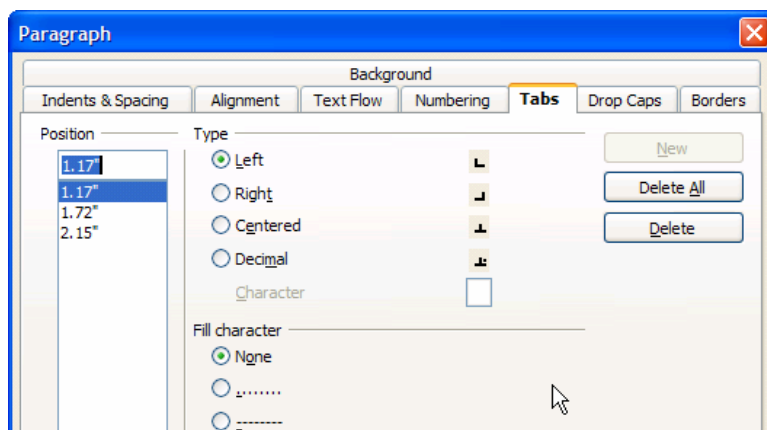 Paragraph
Background
Indents & Spacing Alignment Text Flow Numbering Tabs Drop Caps Borders
Position Type
1.17" Left New
1.17" Right Delete All
1.72" Centered Delete
2.15" Decimal
Character
Fill character
None
........
--------